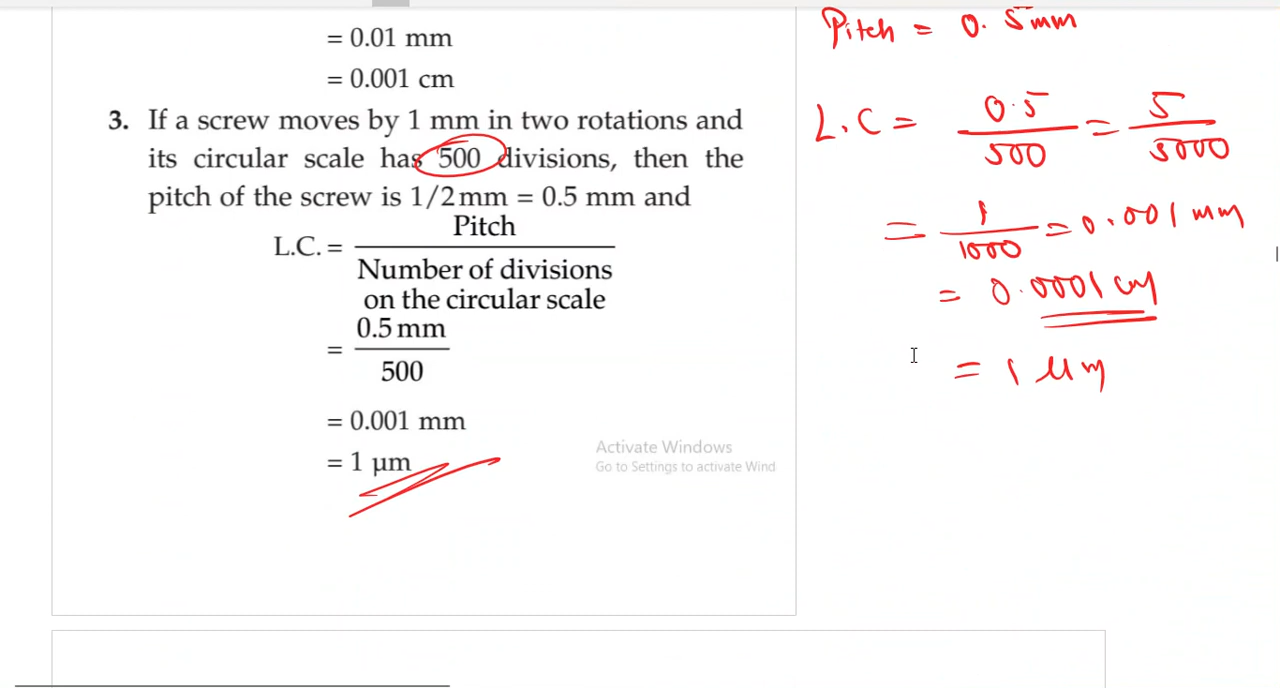 = 0.01 mm
= 0.001 cm
3. If a screw moves by 1 mm in two rotations and
its circular scale has 500 divisions, then the
pitch of the screw is 1/2mm = 0.5 mm and
L.C. = Pitch
Number of divisions
on the circular scale
= 0.5 mm
500
= 0.001 mm
= 1 μm
Activate Windows
Go to Settings to activate Wind
Pitch = 0.5mm
L.C = 0.5 = 5
500 5000
= 1 = 0.001 mm
1000
= 0.0001 cm
= 1 μm